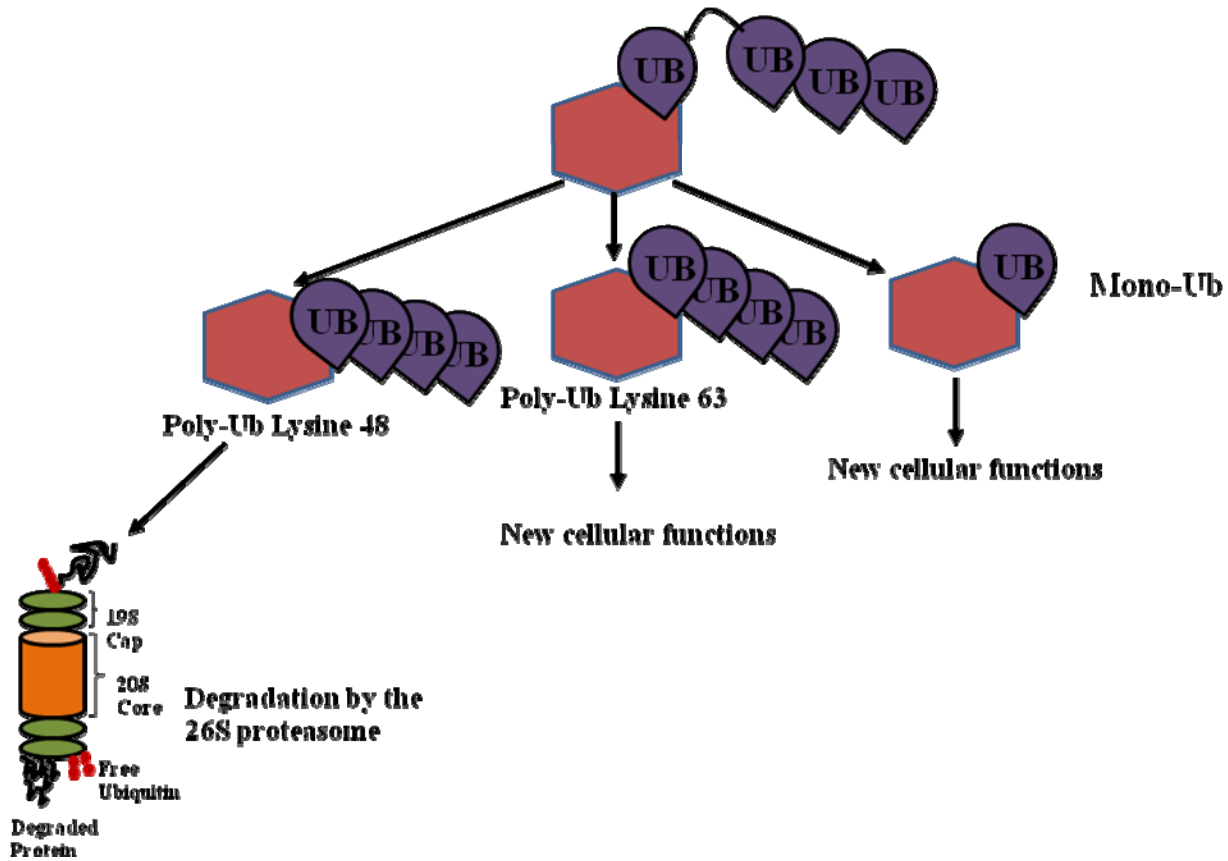 UB
UB
UB
UB
UB
UB
UB
UB
UB
UB
UB
UB
UB
Mono-Ub
Poly-Ub Lysine 48
Poly-Ub Lysine 63
New cellular functions
New cellular functions
19S
Cap
20S
Core
Degradation by the
26S proteasome
Free
Ubiquitin
Degraded
Protein